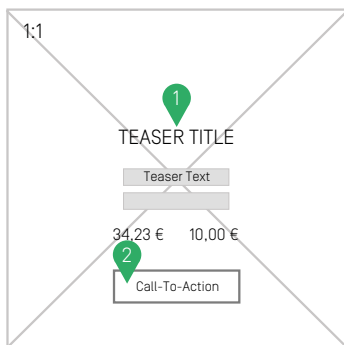 1:1
1
TEASER TITLE
Teaser Text
34,23 € 10,00 €
2
Call-To-Action